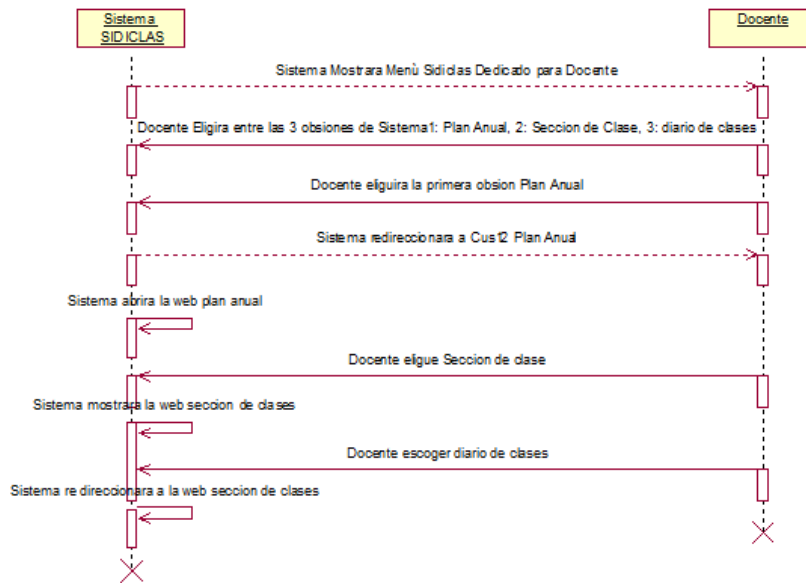 Sistema
SIDICLAS
Docente
Sistema Mostrara Menù Sidiclas Dedicado para Docente
Docente Eligira entre las 3 obsiones de Sistema1: Plan Anual, 2: Seccion de Clase, 3: diario de clases
Docente eliguira la primera obsion Plan Anual
Sistema redireccionara a Cus12 Plan Anual
Sistema abrira la web plan anual
Docente eligue Seccion de clase
Sistema mostrara la web seccion de clases
Docente escoger diario de clases
Sistema re direccionara a la web seccion de clases